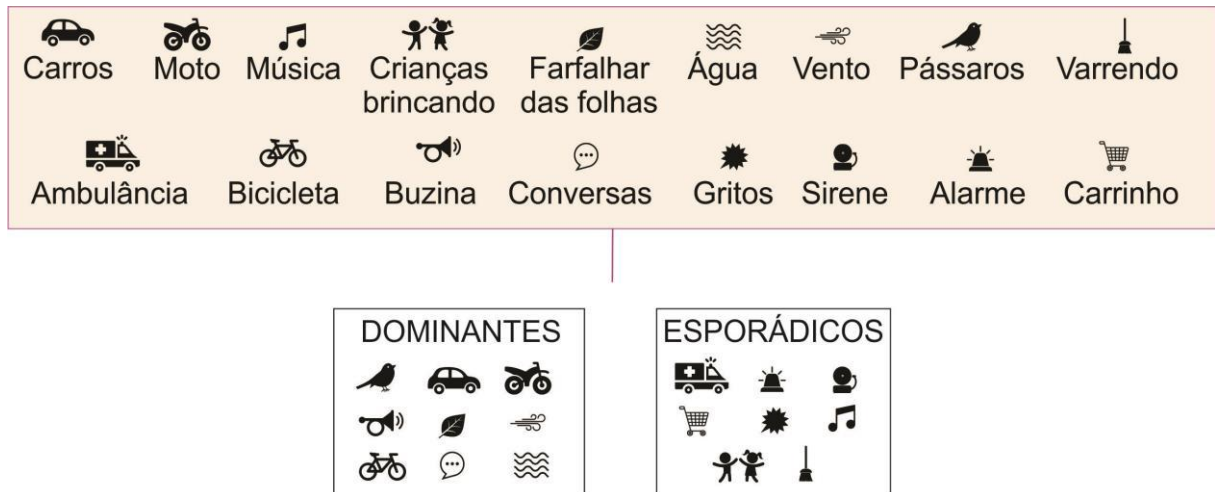 Carros Moto Música Crianças brincando Farfalhar das folhas Água Vento Pássaros Varrendo
Ambulância Bicicleta Buzina Conversas Gritos Sirene Alarme Carrinho
DOMINANTES
ESPORÁDICOS